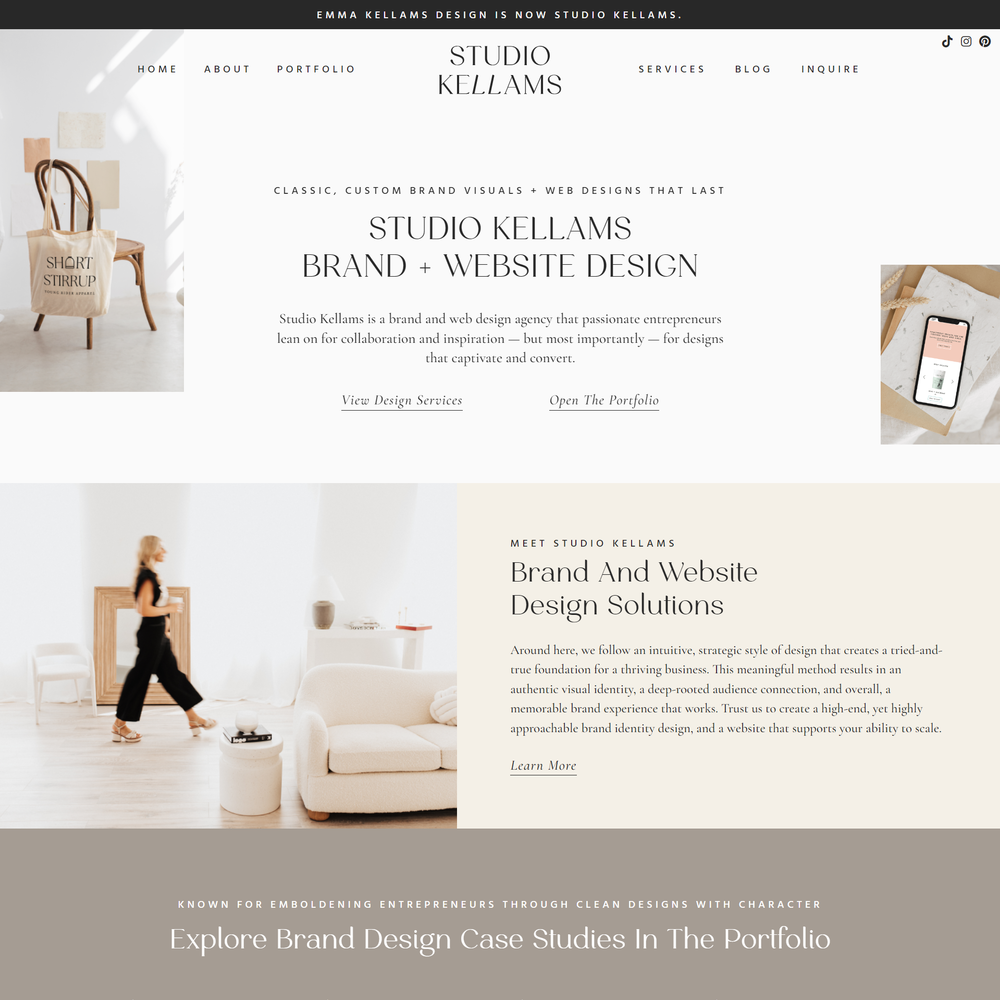 EMMA KELLAMS DESIGN IS NOW STUDIO KELLAMS.
HOME ABOUT PORTFOLIO
STUDIO
KELLAMS
SERVICES BLOG INQUIRE
SHORT
STIRRUP
CLASSIC, CUSTOM BRAND VISUALS + WEB DESIGNS THAT LAST
STUDIO KELLAMS
BRAND + WEBSITE DESIGN
Studio Kellams is a brand and web design agency that passionate entrepreneurs
lean on for collaboration and inspiration — but most importantly — for designs
that captivate and convert.
View Design Services Open The Portfolio
MEET STUDIO KELLAMS
Brand And Website
Design Solutions
Around here, we follow an intuitive, strategic style of design that creates a tried-and-
true foundation for a thriving business. This meaningful method results in an
authentic visual identity, a deep-rooted audience connection, and overall, a
memorable brand experience that works. Trust us to create a high-end, yet highly
approachable brand identity design, and a website that supports your ability to scale.
Learn More
KNOWN FOR EMBOLDENING ENTREPRENEURS THROUGH CLEAN DESIGNS WITH CHARACTER
Explore Brand Design Case Studies In The Portfolio